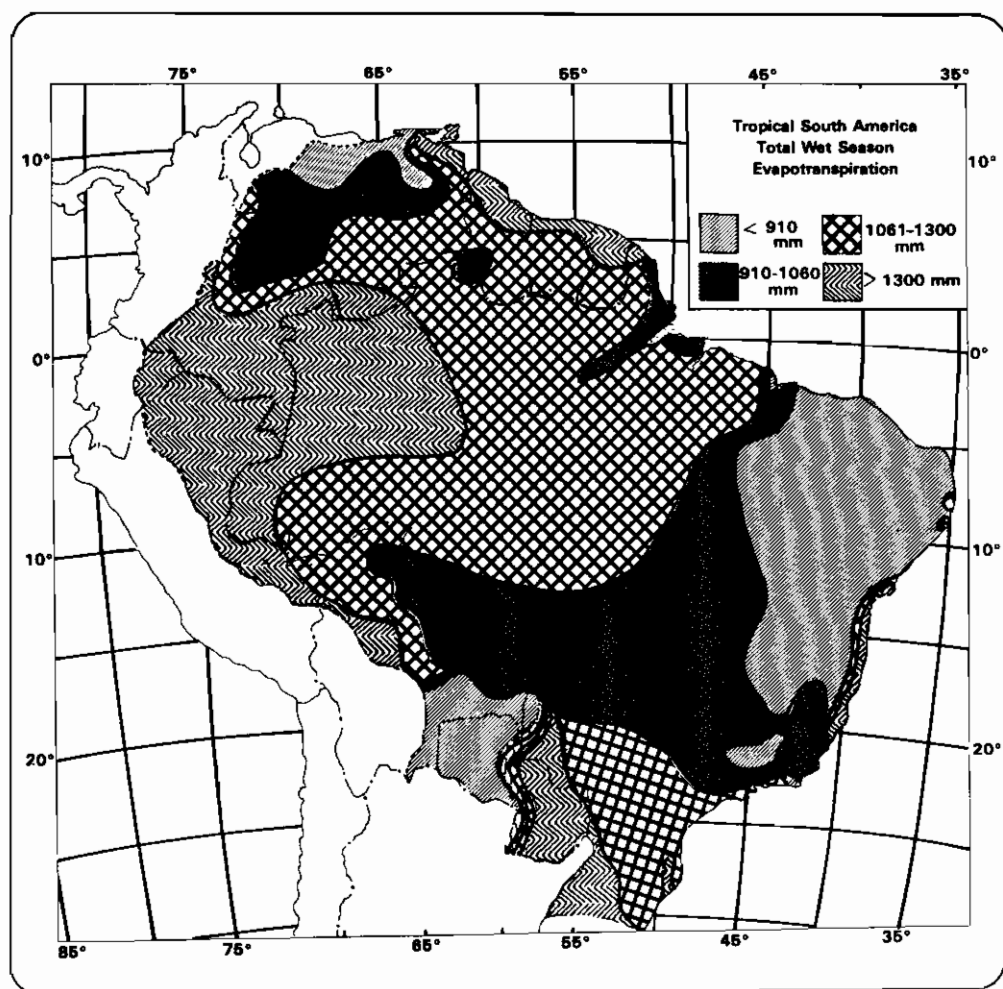 75° 65° 55° 45° 35°
Tropical South America
Total Wet Season
Evapotranspiration
< 910 mm
1061-1300 mm
910-1060 mm
> 1300 mm
10° 10°
0° 0°
10° 10°
20° 20°
85° 75° 65° 55° 45° 35°